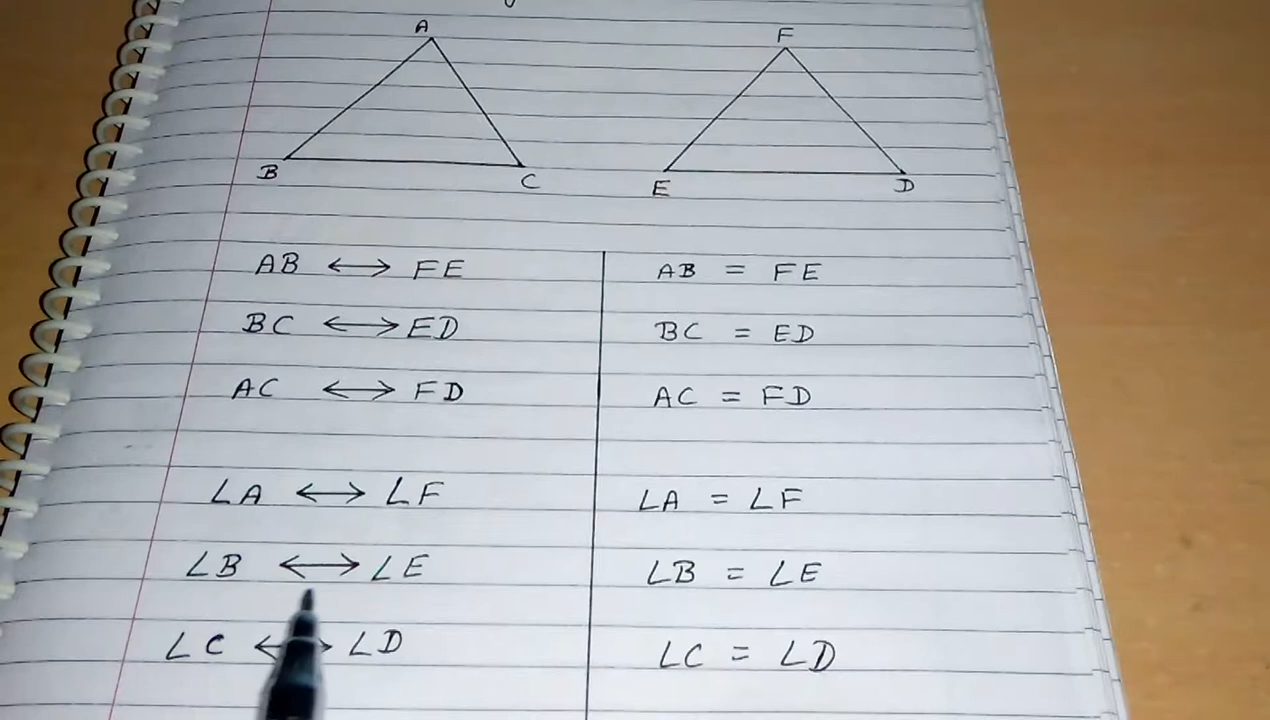 A F
B C E D
AB ↔ FE AB = FE
BC ↔ ED BC = ED
AC ↔ FD AC = FD
∠A ↔ ∠F ∠A = ∠F
∠B ↔ ∠E ∠B = ∠E
∠C ↔ ∠D ∠C = ∠D